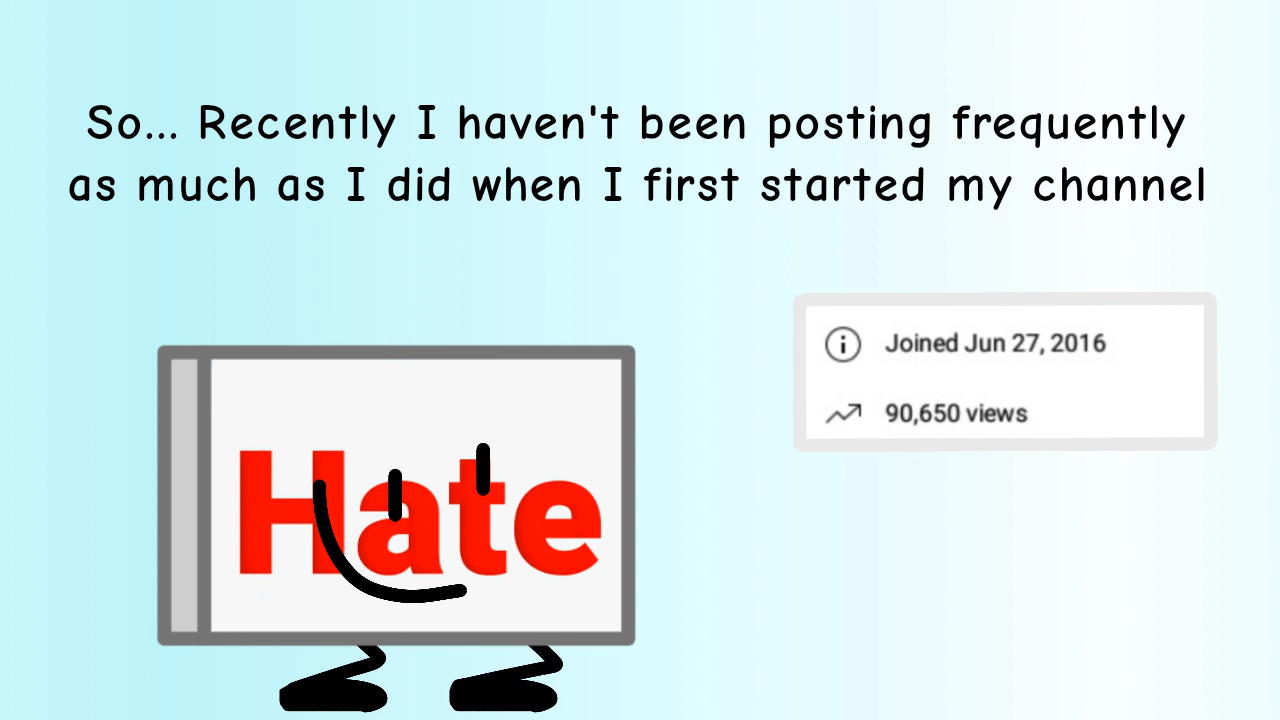 So... Recently I haven't been posting frequently
as much as I did when I first started my channel
Joined Jun 27, 2016
90,650 views
Hate